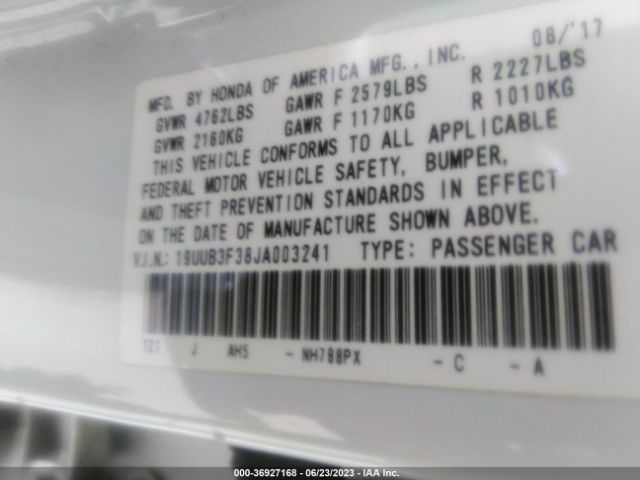 MFD. BY HONDA OF AMERICA MFG., INC. 08/'17
GVWR 4762LBS GAWR F 2579LBS R 2227LBS
GVWR 2160KG GAWR F 1170KG R 1010KG
THIS VEHICLE CONFORMS TO ALL APPLICABLE
FEDERAL MOTOR VEHICLE SAFETY, BUMPER,
AND THEFT PREVENTION STANDARDS IN EFFECT
ON THE DATE OF MANUFACTURE SHOWN ABOVE.
V.I.N.: 19UUB3F38JA003241 TYPE: PASSENGER CAR
TZ7 J AH5 - NH788PX - C - A
000-36927168 - 06/23/2023 - IAA Inc.